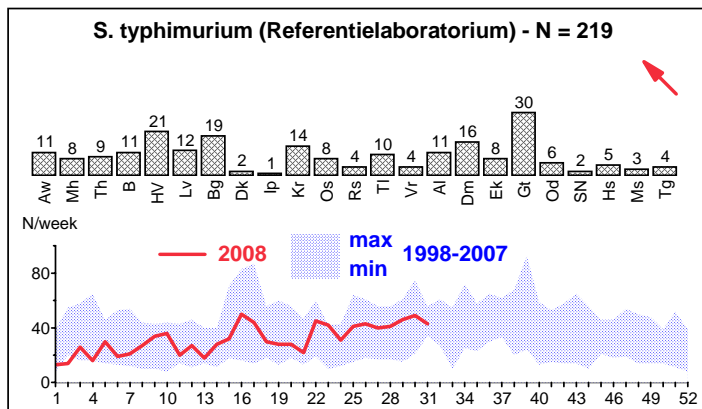 S. typhimurium (Referentielaboratorium) - N = 219
11 8 9 11 21 12 19 2 1 14 8 4 10 4 11 16 8 30 6 2 5 3 4
Aw Mh Th B HV Lv Bg Dk Ip Kr Os Rs Tl Vr Al Dm Ek Gt Od SN Hs Ms Tg
N/week
2008 max 1998-2007
min
80
40
0
1 4 7 10 13 16 19 22 25 28 31 34 37 40 43 46 49 52